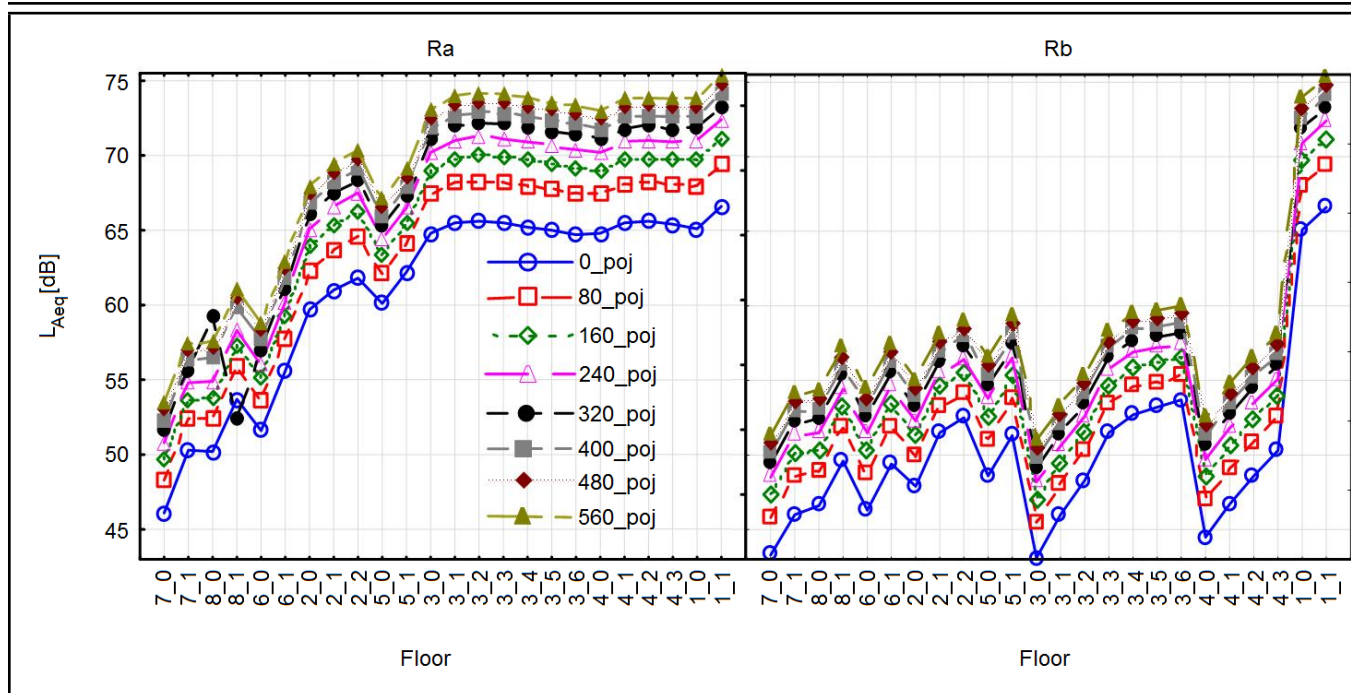 Ra Rb
75
70
65
60
55
50
45
L_Aeq [dB]
0_poj
80_poj
160_poj
240_poj
320_poj
400_poj
480_poj
560_poj
7_0 7_1 8_0 8_1 6_0 6_1 2_0 2_1 2_2 5_0 5_1 3_0 3_1 3_2 3_3 3_4 3_5 3_6 4_0 4_1 4_2 4_3 1_0 1_1 7_0 7_1 8_0 8_1 6_0 6_1 2_0 2_1 2_2 5_0 5_1 3_0 3_1 3_2 3_3 3_4 3_5 3_6 4_0 4_1 4_2 4_3 1_0 1_1
Floor Floor